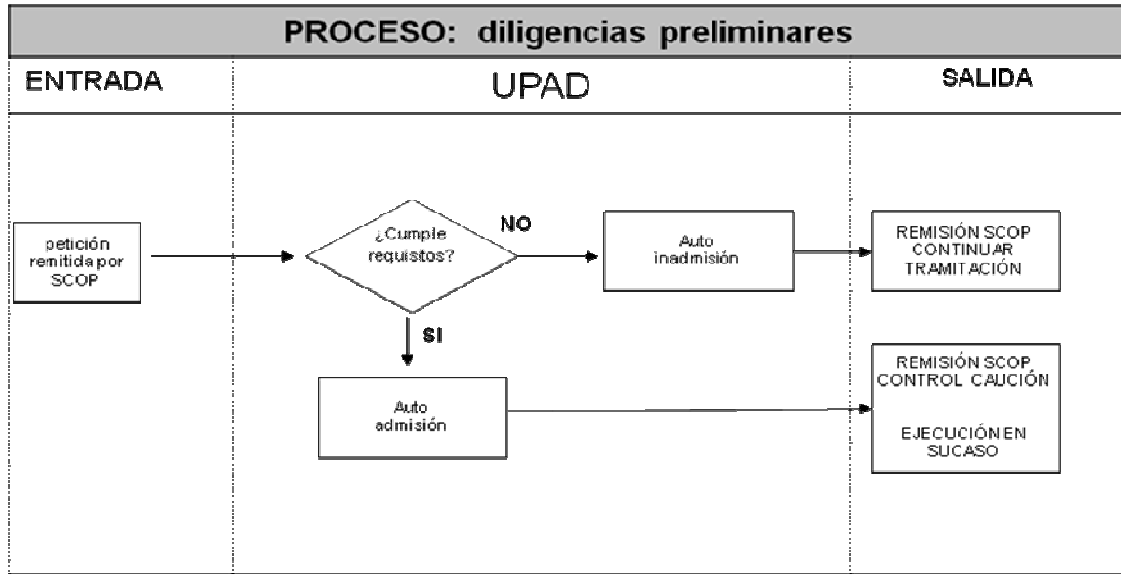 PROCESO: diligencias preliminares
ENTRADA
UPAD
SALIDA
petición
remitida por
SCOP
¿Cumple
requistos?
NO
Auto
inadmisión
REMISIÓN SCOP
CONTINUAR
TRAMITACIÓN
SI
Auto
admisión
REMISIÓN SCOP
CONTROL CAUCIÓN
EJECUCIÓN EN
SUCASO